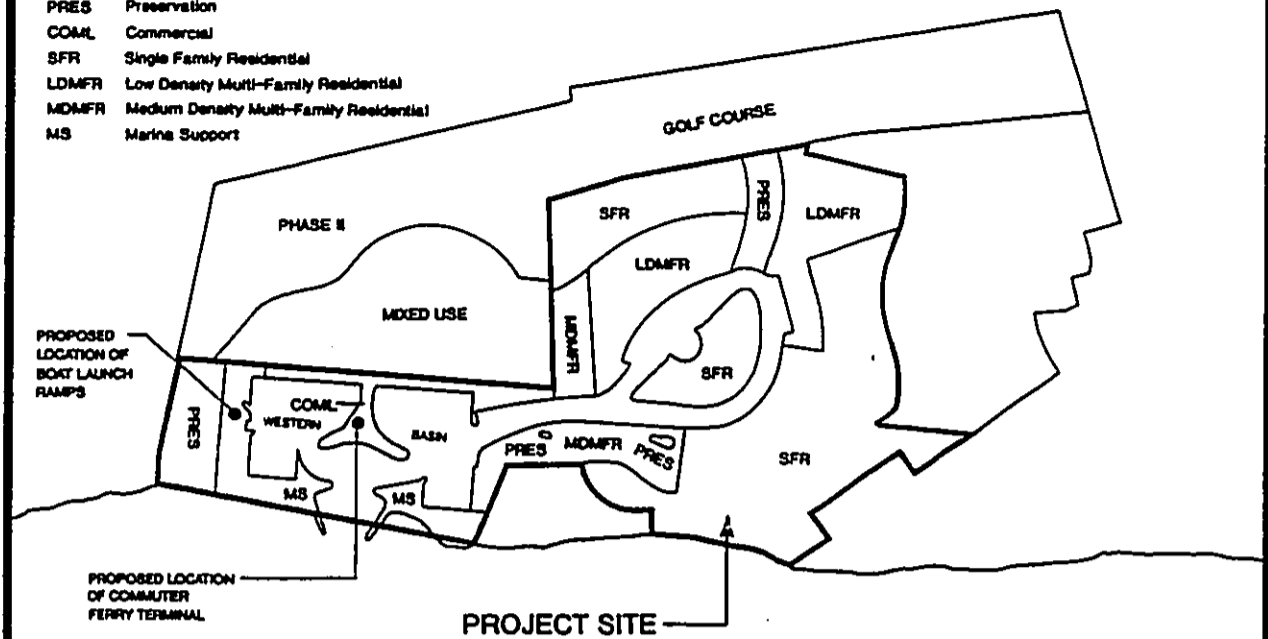 PRES Preservation
COML Commercial
SFR Single Family Residential
LDMFR Low Density Multi-Family Residential
MDMFR Medium Density Multi-Family Residential
MS Marina Support
GOLF COURSE
PHASE II
SFR
PRES
LDMFR
LDMFR
MIXED USE
MDMFR
SFR
PROPOSED
LOCATION OF
BOAT LAUNCH
RAMPS
PRES
COML
WESTERN
BASIN
PRES
MDMFR
PRES
SFR
MS
MS
PROPOSED LOCATION
OF COMMUTER
FERRY TERMINAL
PROJECT SITE